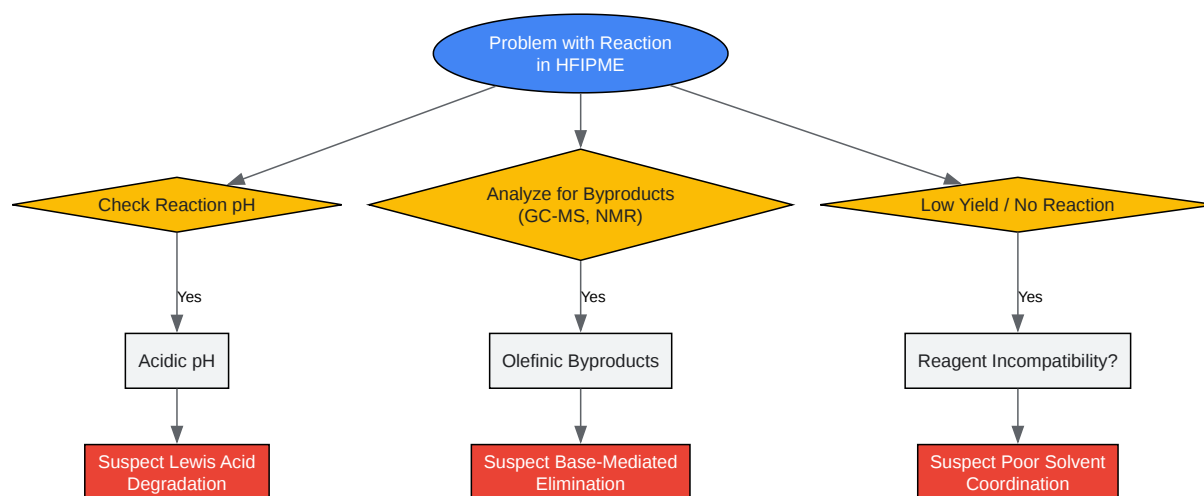 Problem with Reaction
in HFIPME
Check Reaction pH
Analyze for Byproducts
(GC-MS, NMR)
Low Yield / No Reaction
Yes
Yes
Yes
Acidic pH
Olefinic Byproducts
Reagent Incompatibility?
Suspect Lewis Acid
Degradation
Suspect Base-Mediated
Elimination
Suspect Poor Solvent
Coordination